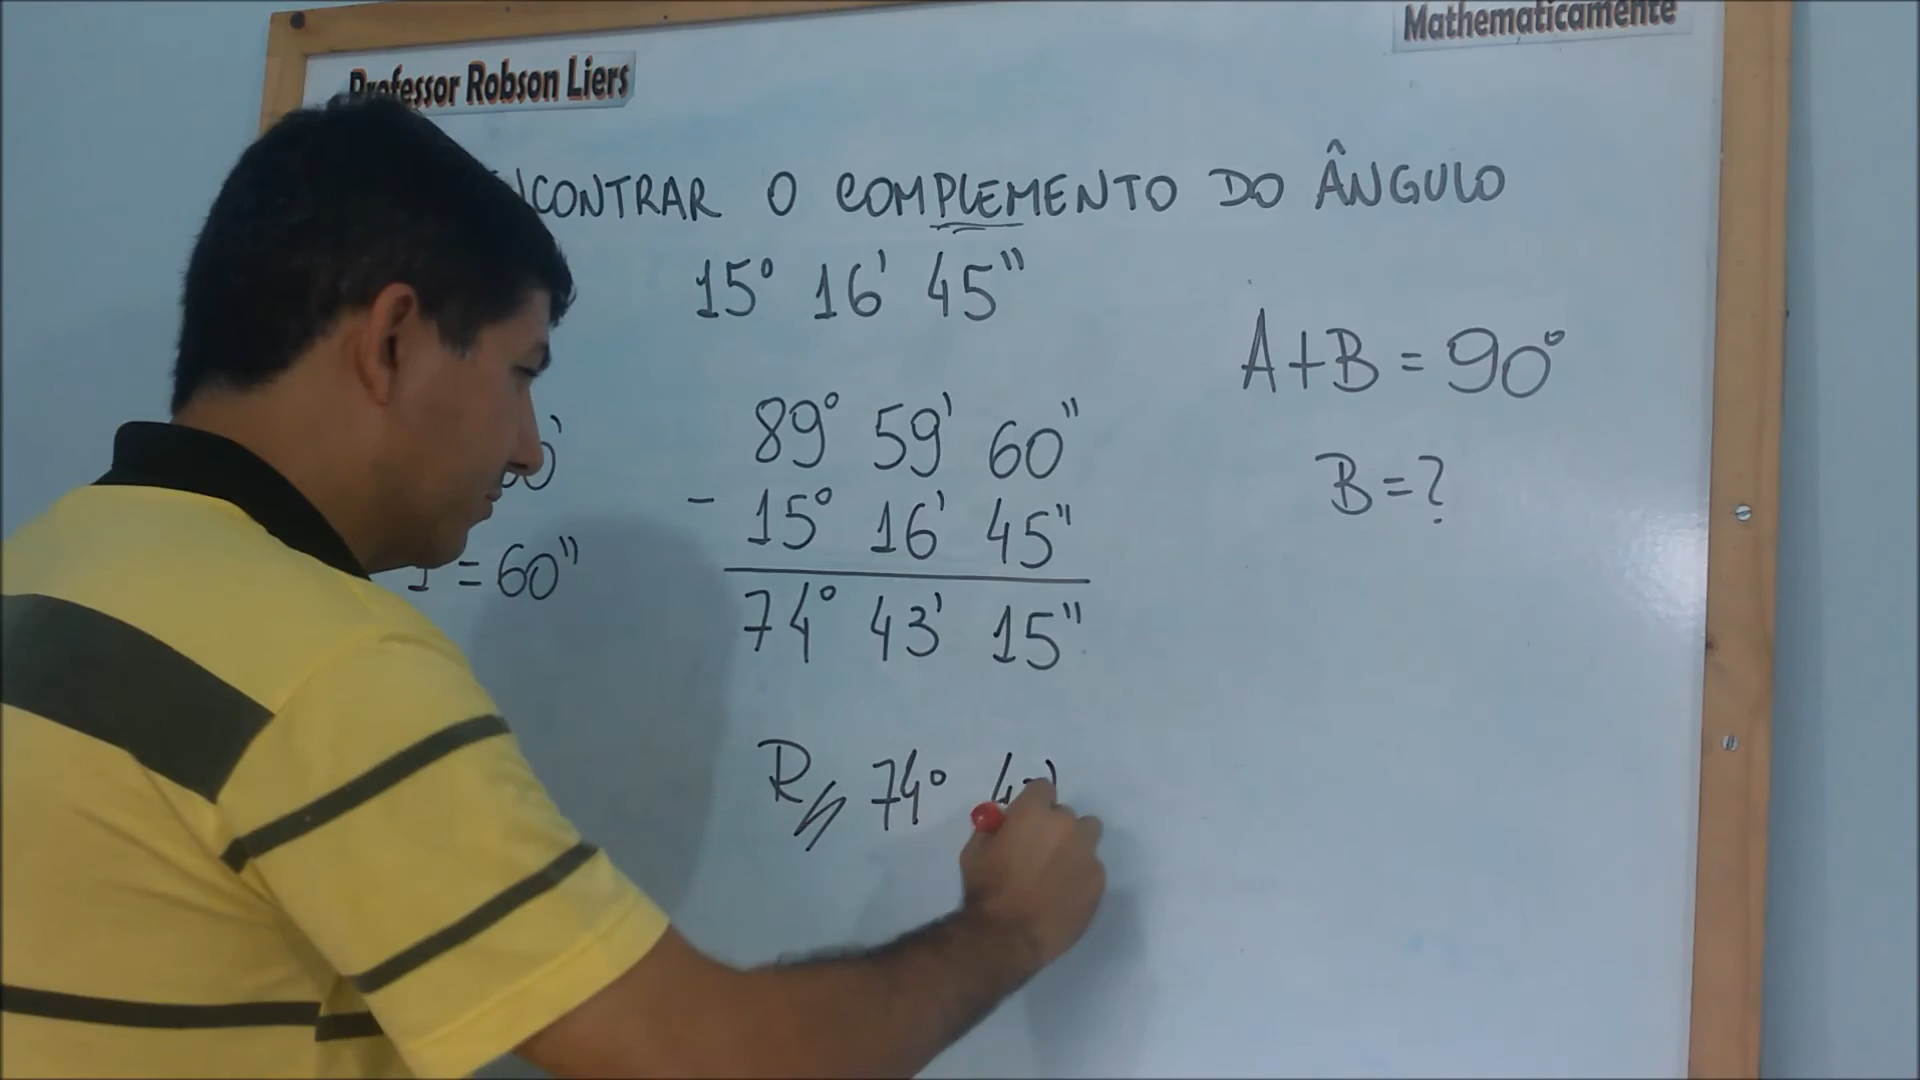 Professor Robson Liers
Mathematicamente
CONTRAR O COMPLEMENTO DO ÂNGULO
15° 16' 45"
A+B=90°
B=?
= 60"
89° 59' 60"
- 15° 16' 45"
74° 43' 15"
R// 74°